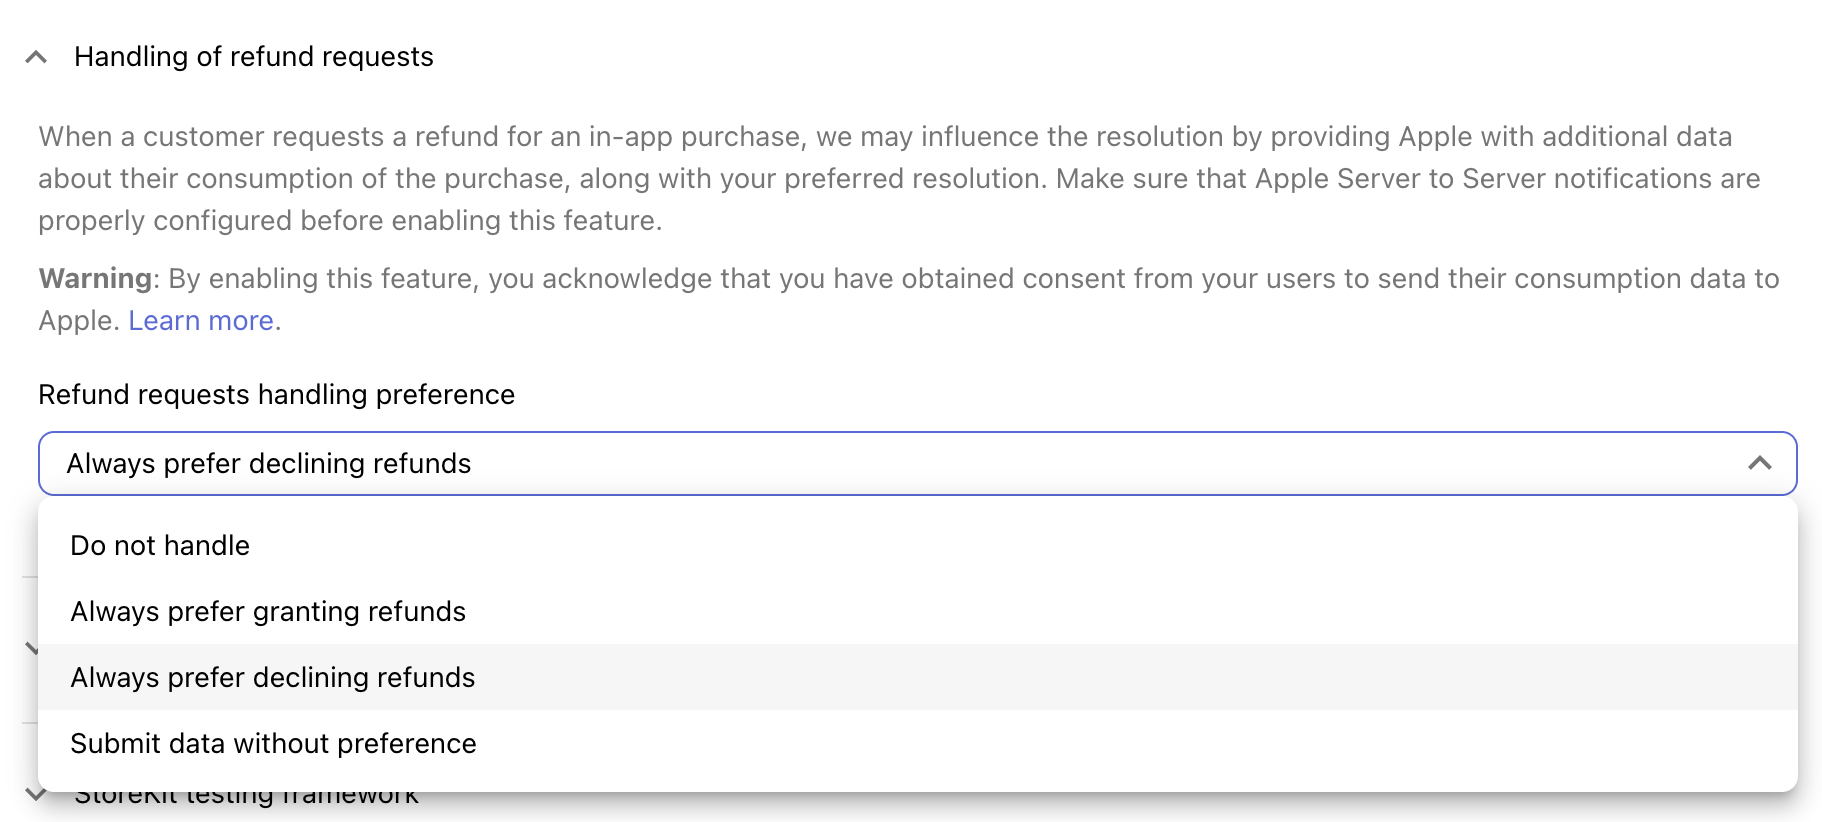 Handling of refund requests
When a customer requests a refund for an in-app purchase, we may influence the resolution by providing Apple with additional data
about their consumption of the purchase, along with your preferred resolution. Make sure that Apple Server to Server notifications are
properly configured before enabling this feature.
Warning: By enabling this feature, you acknowledge that you have obtained consent from your users to send their consumption data to
Apple. Learn more.
Refund requests handling preference
Always prefer declining refunds
Do not handle
Always prefer granting refunds
Always prefer declining refunds
Submit data without preference
StoreKit testing framework